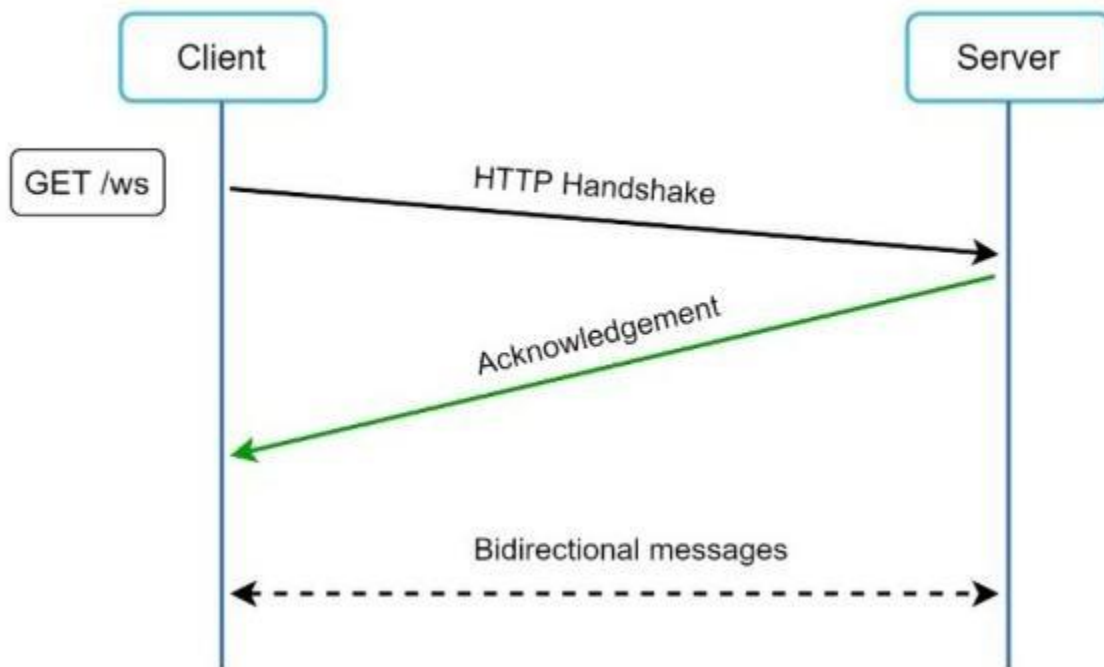 Client
Server
GET /ws
HTTP Handshake
Acknowledgement
Bidirectional messages